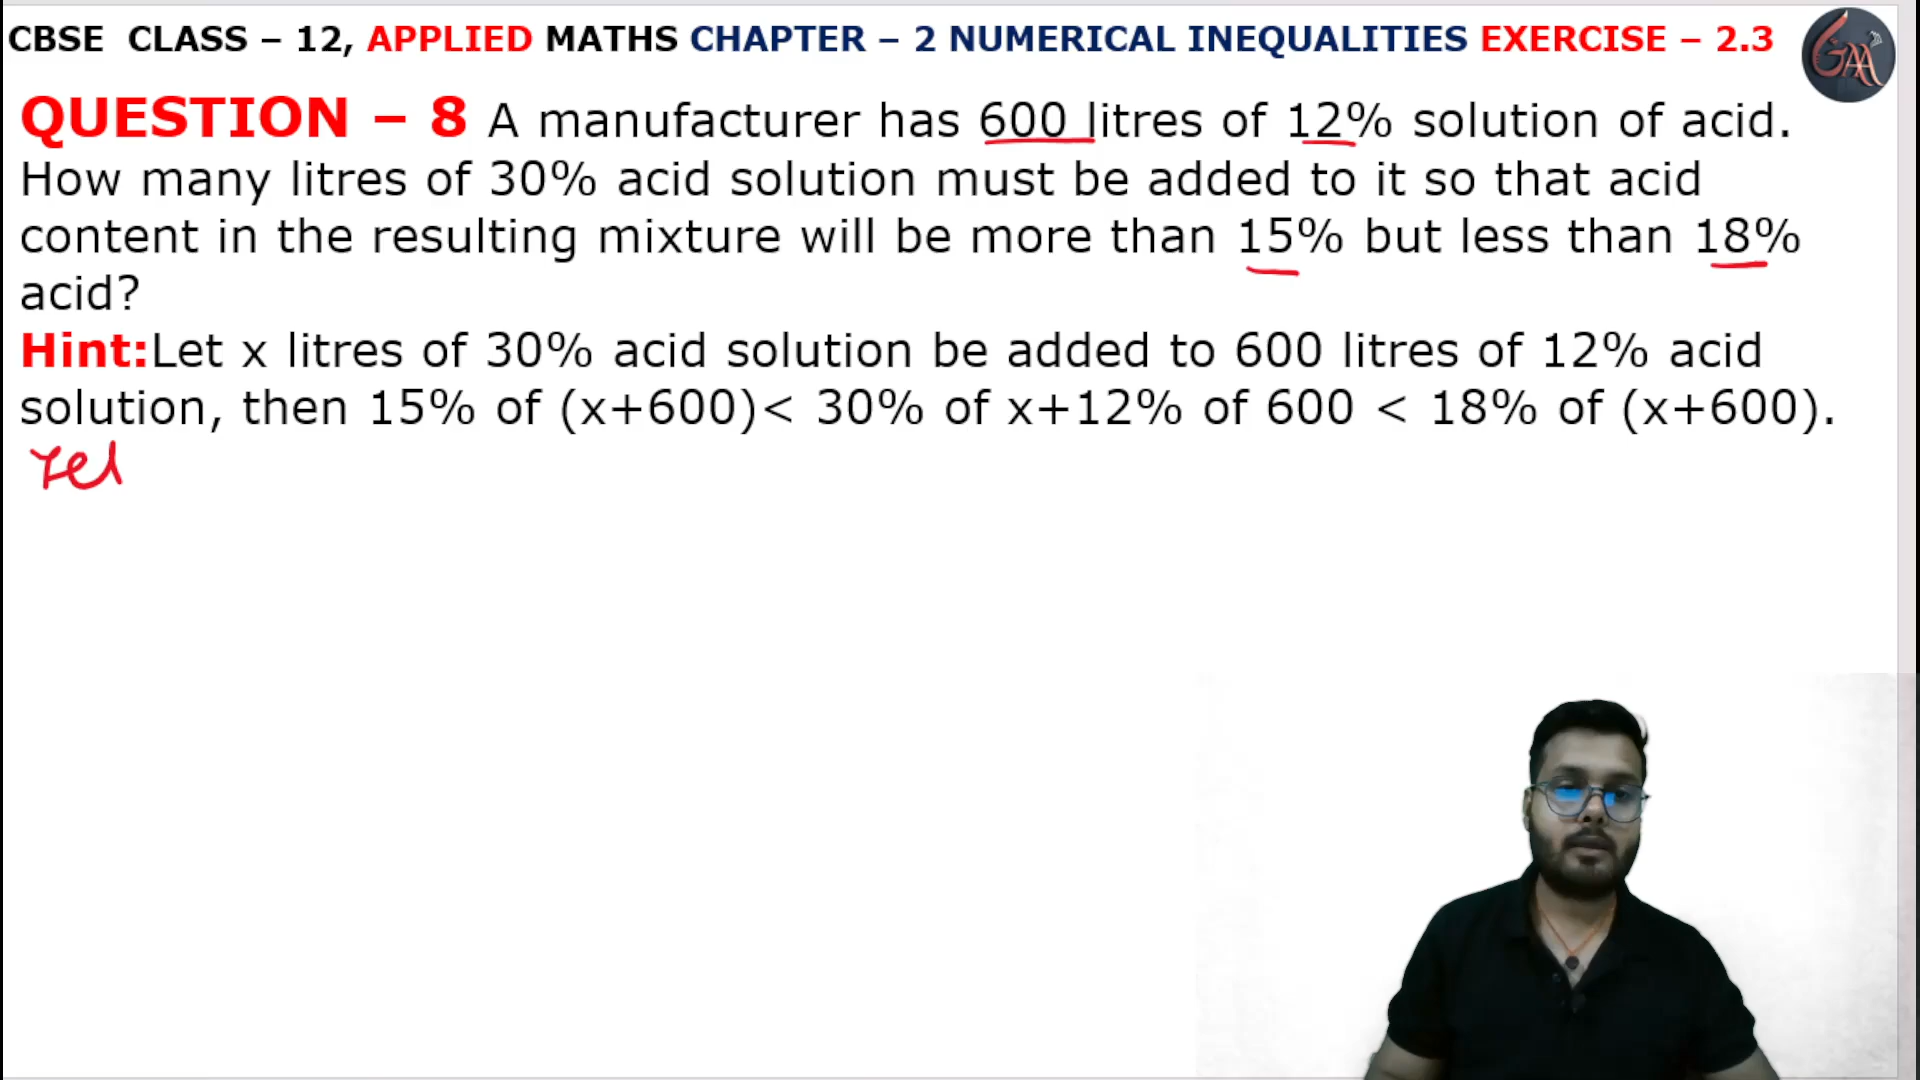 CBSE CLASS – 12, APPLIED MATHS CHAPTER – 2 NUMERICAL INEQUALITIES EXERCISE – 2.3
QUESTION – 8 A manufacturer has 600 litres of 12% solution of acid.
How many litres of 30% acid solution must be added to it so that acid
content in the resulting mixture will be more than 15% but less than 18%
acid?
Hint:Let x litres of 30% acid solution be added to 600 litres of 12% acid
solution, then 15% of (x+600)< 30% of x+12% of 600 < 18% of (x+600).